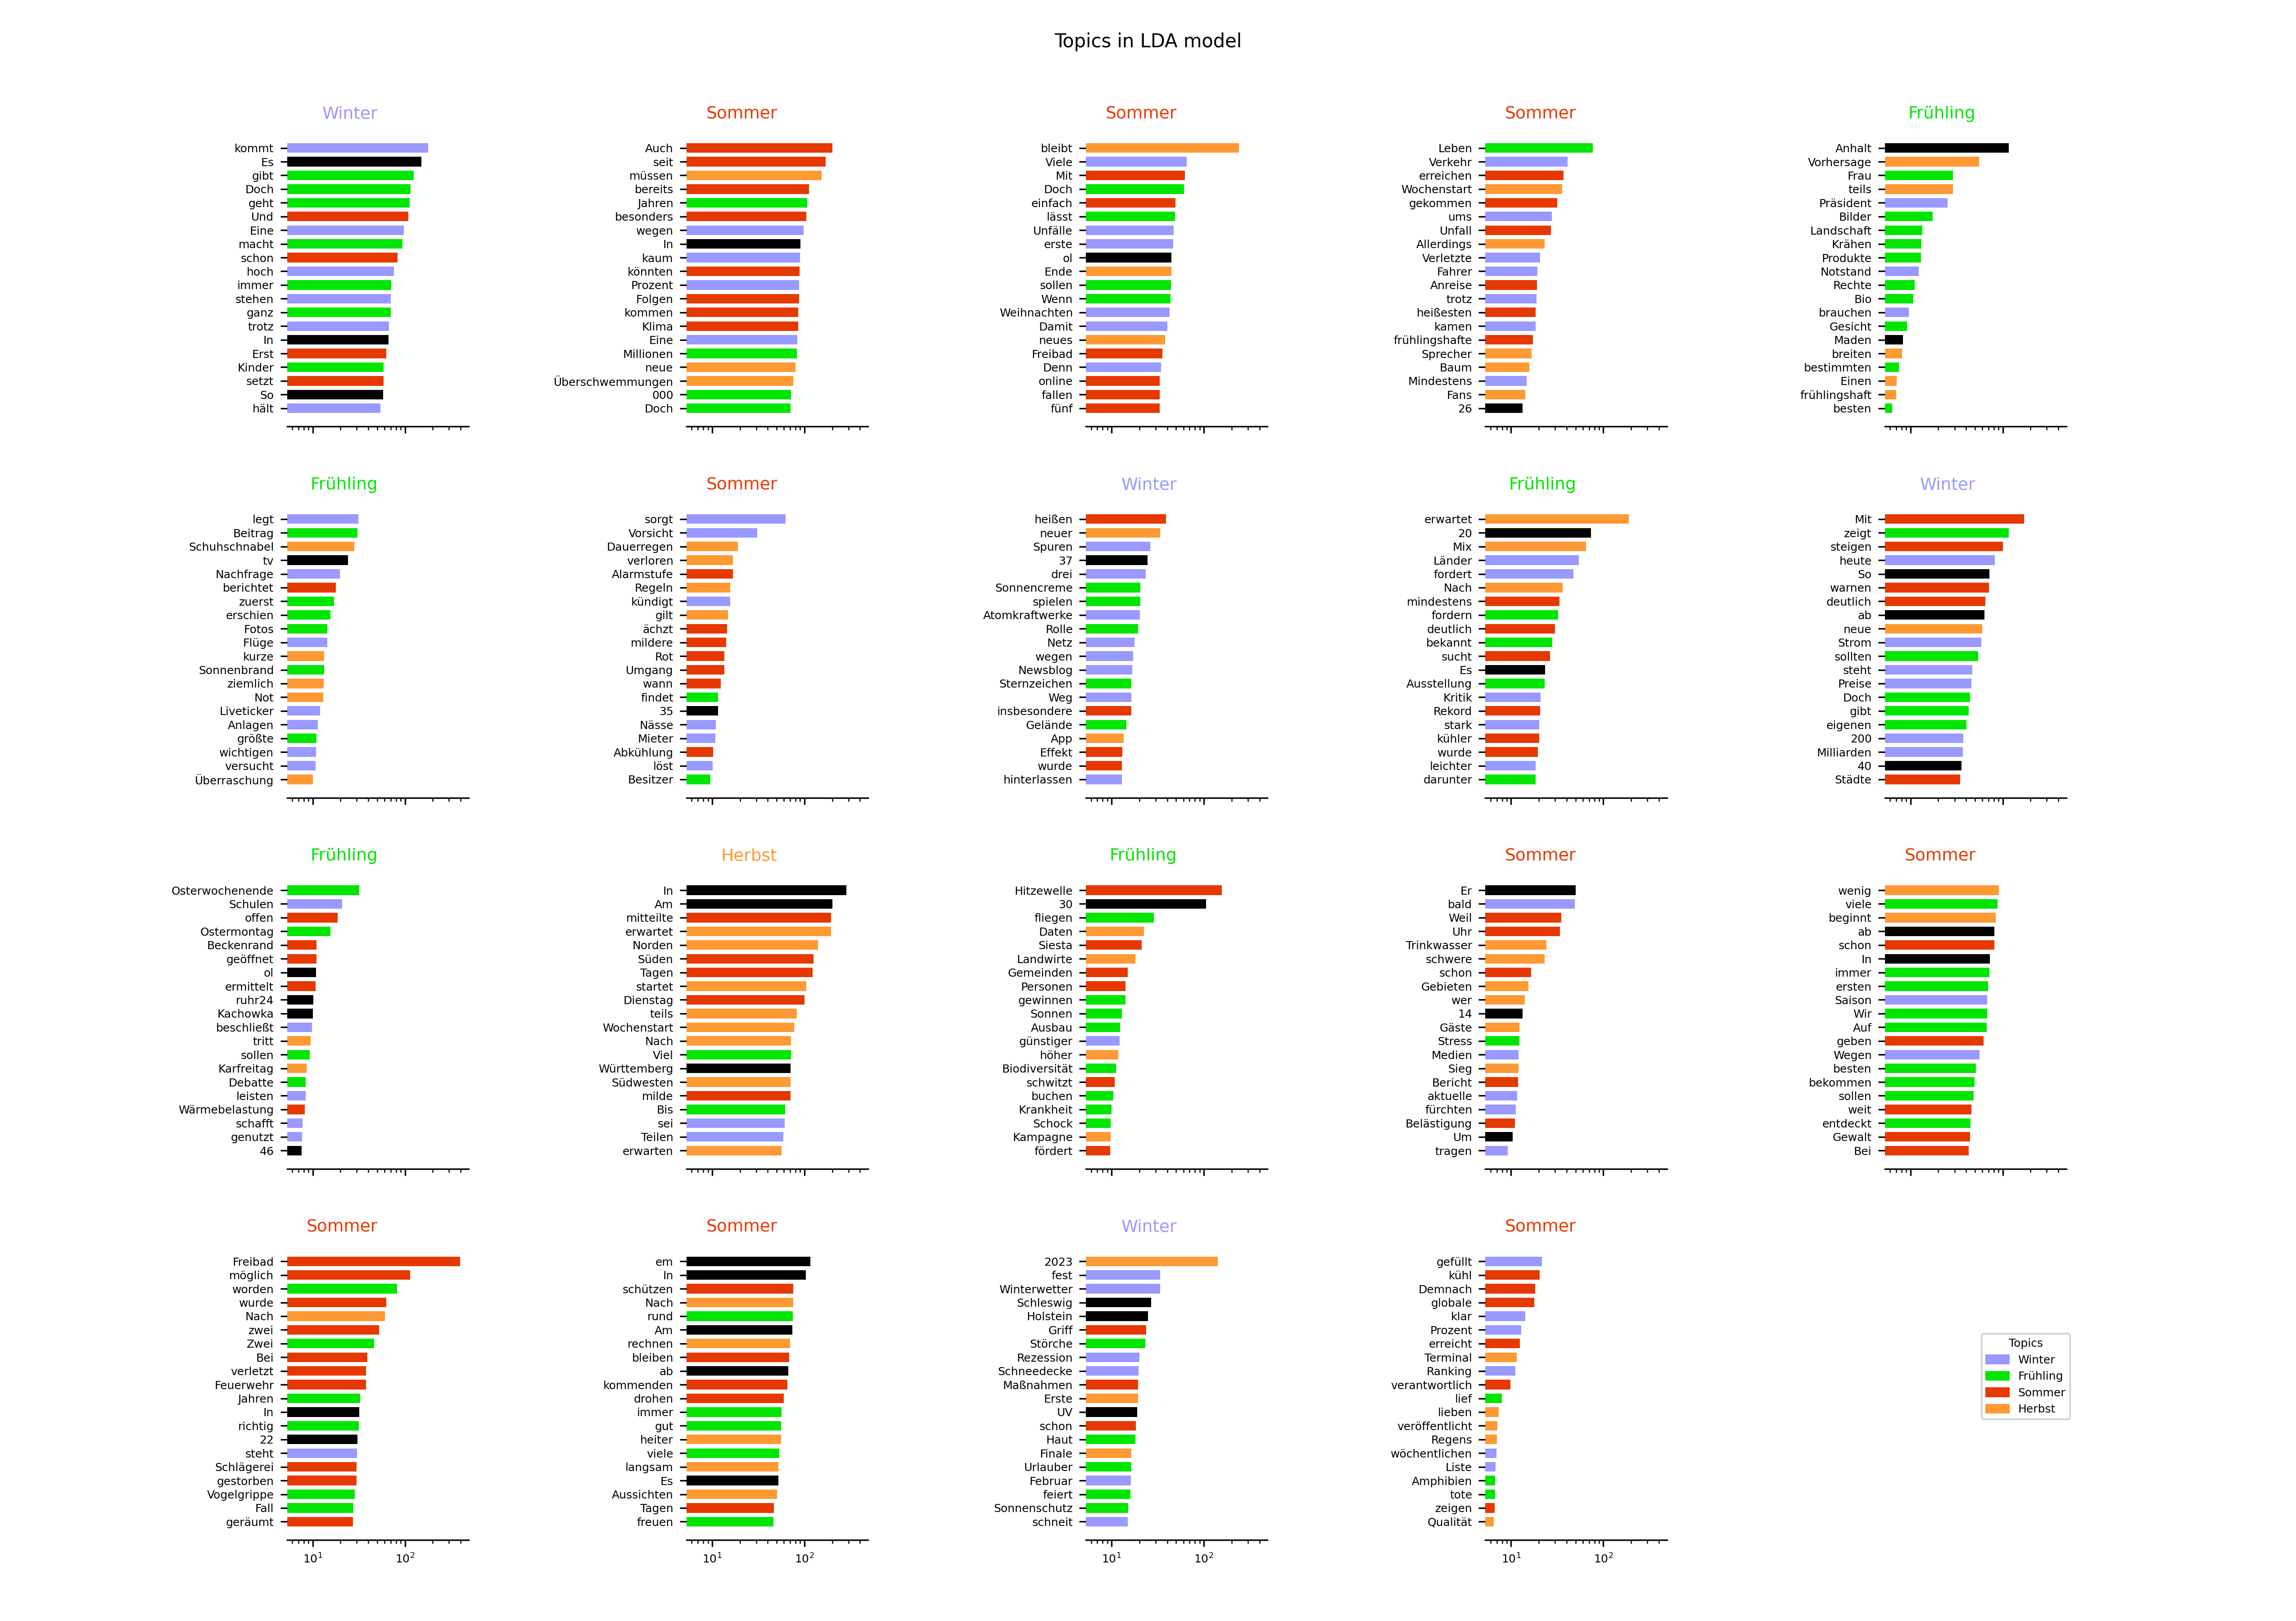 Topics in LDA model
Winter
kommt
Es
gibt
Doch
geht
Und
Eine
macht
schon
hoch
immer
stehen
ganz
trotz
In
Erst
Kinder
setzt
So
hält
Sommer
Auch
seit
müssen
bereits
Jahren
besonders
wegen
In
kaum
könnten
Prozent
Folgen
kommen
Klima
Eine
Millionen
neue
Überschwemmungen
000
Doch
Sommer
bleibt
Viele
Mit
Doch
einfach
lässt
Unfälle
erste
ol
Ende
sollen
Wenn
Weihnachten
Damit
neues
Freibad
Denn
online
fallen
fünf
Sommer
Leben
Verkehr
erreichen
Wochenstart
gekommen
ums
Unfall
Allerdings
Verletzte
Fahrer
Anreise
trotz
heißesten
kamen
frühlingshafte
Sprecher
Baum
Mindestens
Fans
26
Frühling
Anhalt
Vorhersage
Frau
teils
Präsident
Bilder
Landschaft
Krähen
Produkte
Notstand
Rechte
Bio
brauchen
Gesicht
Maden
breiten
bestimmten
Einen
frühlingshaft
besten
Frühling
legt
Beitrag
Schuhschnabel
tv
Nachfrage
berichtet
zuerst
erschien
Fotos
Flüge
kurze
Sonnenbrand
ziemlich
Not
Liveticker
Anlagen
größte
wichtigen
versucht
Überraschung
Sommer
sorgt
Vorsicht
Dauerregen
verloren
Alarmstufe
Regeln
kündigt
gilt
ächzt
mildere
Rot
Umgang
wann
findet
35
Nässe
Mieter
Abkühlung
löst
Besitzer
Winter
heißen
neuer
Spuren
37
drei
Sonnencreme
spielen
Atomkraftwerke
Rolle
Netz
wegen
Newsblog
Sternzeichen
Weg
insbesondere
Gelände
App
Effekt
wurde
hinterlassen
Frühling
erwartet
20
Mix
Länder
fordert
Nach
mindestens
fordern
deutlich
bekannt
sucht
Es
Ausstellung
Kritik
Rekord
stark
kühler
wurde
leichter
darunter
Winter
Mit
zeigt
steigen
heute
So
warnen
deutlich
ab
neue
Strom
sollten
steht
Preise
Doch
gibt
eigenen
200
Milliarden
40
Städte
Frühling
Osterwochenende
Schulen
offen
Ostermontag
Beckenrand
geöffnet
ol
ermittelt
ruhr24
Kachowka
beschließt
tritt
sollen
Karfreitag
Debatte
leisten
Wärmebelastung
schafft
genutzt
46
Herbst
In
Am
mitteilte
erwartet
Norden
Süden
Tagen
startet
Dienstag
teils
Wochenstart
Nach
Viel
Württemberg
Südwesten
milde
Bis
sei
Teilen
erwarten
Frühling
Hitzewelle
30
fliegen
Daten
Siesta
Landwirte
Gemeinden
Personen
gewinnen
Sonnen
Ausbau
günstiger
höher
Biodiversität
schwitzt
buchen
Krankheit
Schock
Kampagne
fördert
Sommer
Er
bald
Weil
Uhr
Trinkwasser
schwere
schon
Gebieten
wer
14
Gäste
Stress
Medien
Sieg
Bericht
aktuelle
fürchten
Belästigung
Um
tragen
Sommer
wenig
viele
beginnt
ab
schon
In
immer
ersten
Saison
Wir
Auf
geben
Wegen
besten
bekommen
sollen
weit
entdeckt
Gewalt
Bei
Sommer
Freibad
möglich
worden
wurde
Nach
zwei
Zwei
Bei
verletzt
Feuerwehr
Jahren
In
richtig
22
steht
Schlägerei
gestorben
Vogelgrippe
Fall
geräumt
10¹ 10²
Sommer
em
In
schützen
Nach
rund
Am
rechnen
bleiben
ab
kommenden
drohen
immer
gut
heiter
viele
langsam
Es
Aussichten
Tagen
freuen
10¹ 10²
Winter
2023
fest
Winterwetter
Schleswig
Holstein
Griff
Störche
Rezession
Schneedecke
Maßnahmen
Erste
UV
schon
Haut
Finale
Urlauber
Februar
feiert
Sonnenschutz
schneit
10¹ 10²
Sommer
gefüllt
kühl
Demnach
globale
klar
Prozent
erreicht
Terminal
Ranking
verantwortlich
lief
lieben
veröffentlicht
Regens
wöchentlichen
Liste
Amphibien
tote
zeigen
Qualität
10¹ 10²
Topics
Winter
Frühling
Sommer
Herbst